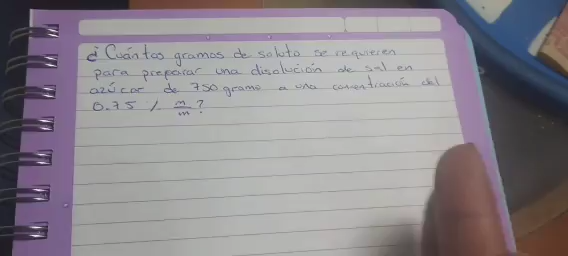 ¿Cuántos gramos de soluto se requieren
para preparar una disolución de sal en
azúcar de 750 gramo a una concentración del
0.75 / m/m?